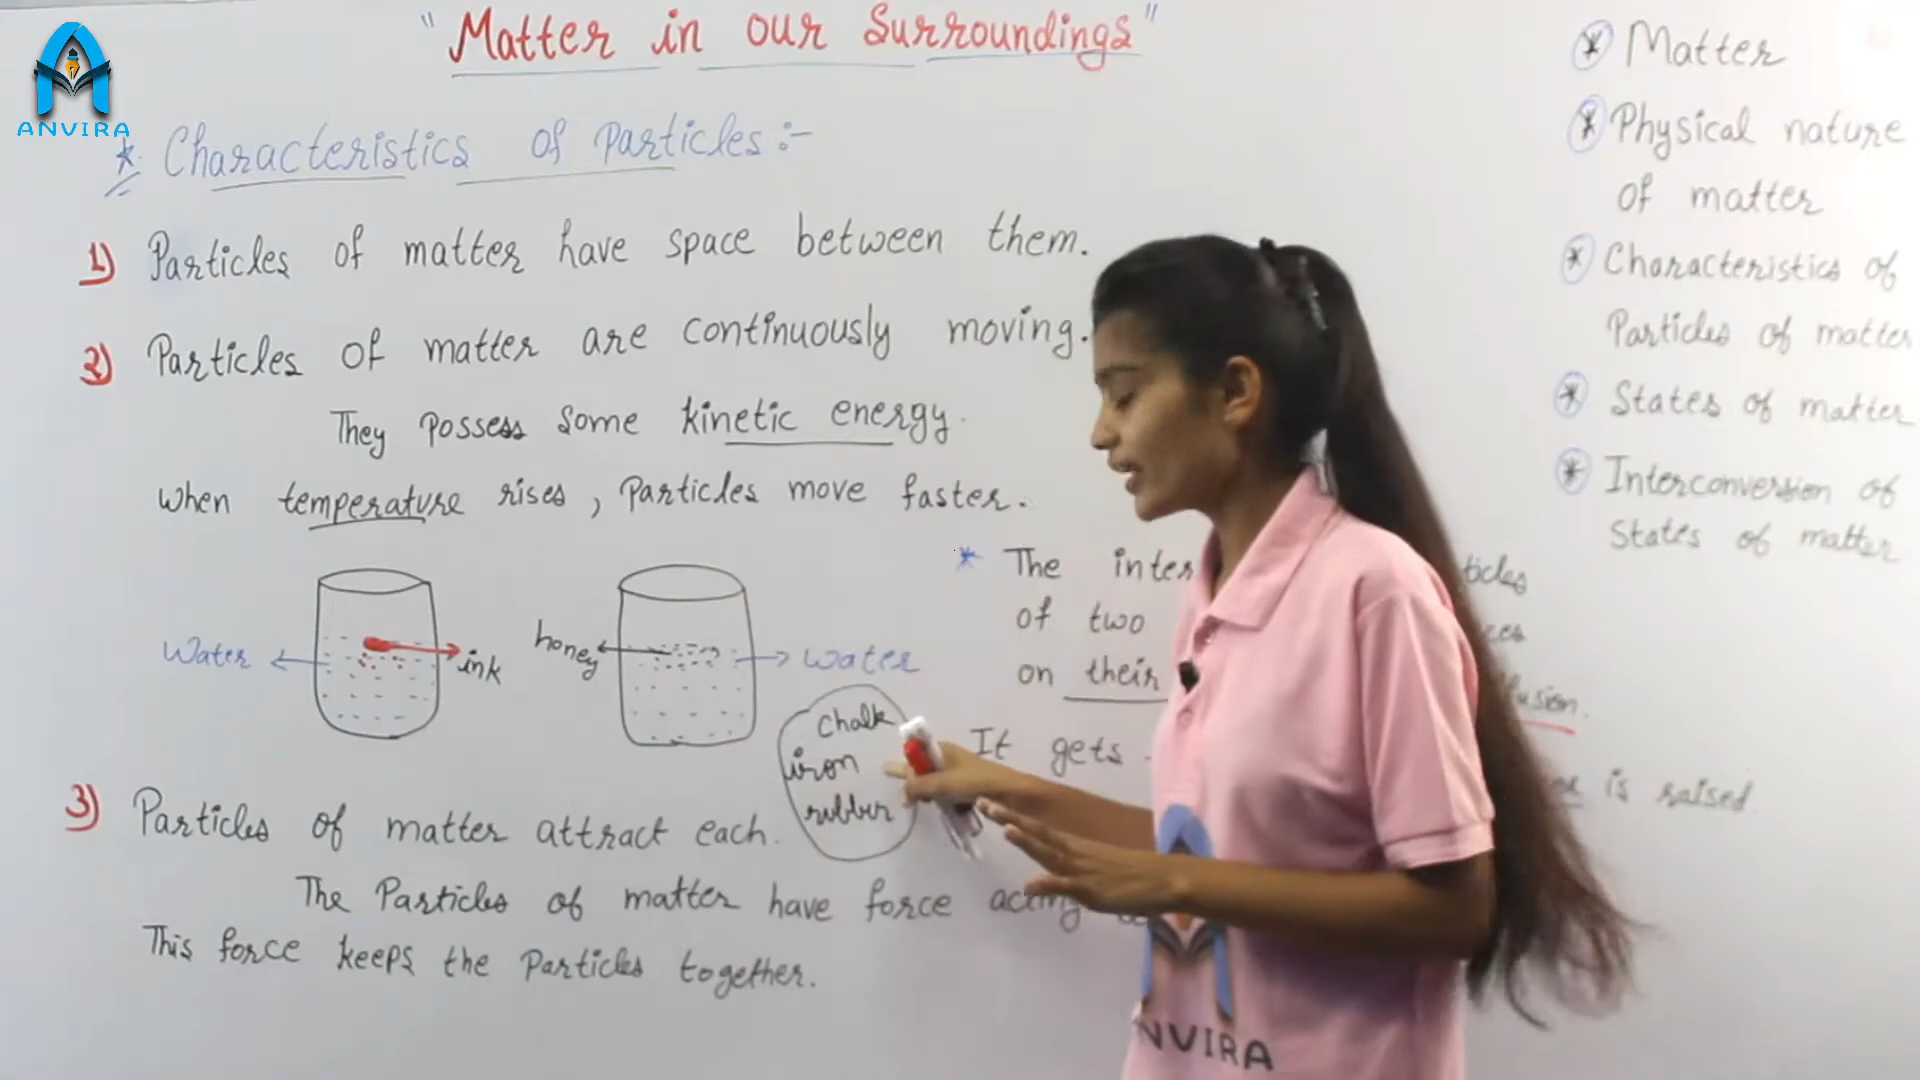 ANVIRA
"Matter in our Surroundings"
* Characteristics of Particles :-
1) Particles of matter have space between them.
2) Particles of matter are continuously moving.
They possess some kinetic energy.
when temperature rises, Particles move faster.
Water
ink
honey
water
chalk
iron
rubber
* The
of two
on their
It gets
is raised.
3) Particles of matter attract each.
The Particles of matter have force acting
This force keeps the Particles together.
* Matter
* Physical nature
of matter
* Characteristics of
Particles of matter
* States of matter
* Interconversion of
States of matter
NVIRA